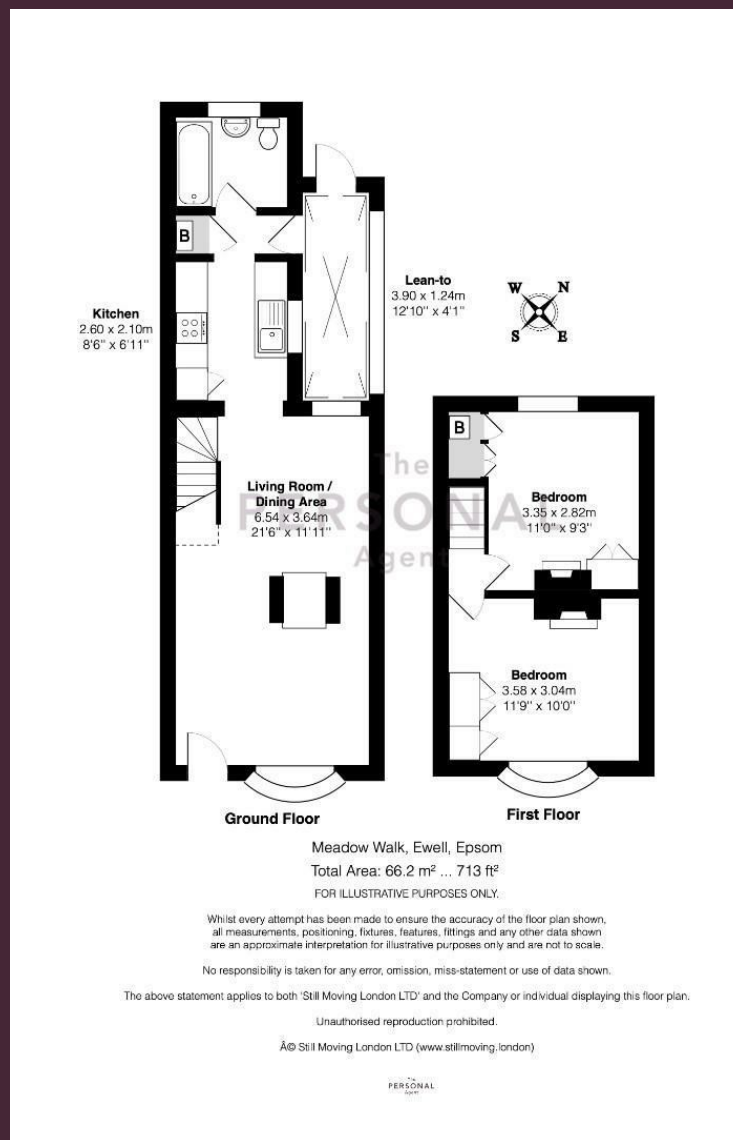 B
Kitchen
2.60 x 2.10m
8'6" x 6'11"
Lean-to
3.90 x 1.24m
12'10" x 4'1"
W N
S E
Living Room /
Dining Area
6.54 x 3.64m
21'6" x 11'11"
The
PERSONAL
Agent
B
Bedroom
3.35 x 2.82m
11'0" x 9'3"
Bedroom
3.58 x 3.04m
11'9" x 10'0"
Ground Floor
First Floor
Meadow Walk, Ewell, Epsom
Total Area: 66.2 m² ... 713 ft²
FOR ILLUSTRATIVE PURPOSES ONLY.
Whilst every attempt has been made to ensure the accuracy of the floor plan shown,
all measurements, positioning, fixtures, features, fittings and any other data shown
are an approximate interpretation for illustrative purposes only and are not to scale.
No responsibility is taken for any error, omission, miss-statement or use of data shown.
The above statement applies to both 'Still Moving London LTD' and the Company or individual displaying this floor plan.
Unauthorised reproduction prohibited.
Â© Still Moving London LTD (www.stillmoving.london)
The
PERSONAL
Agent